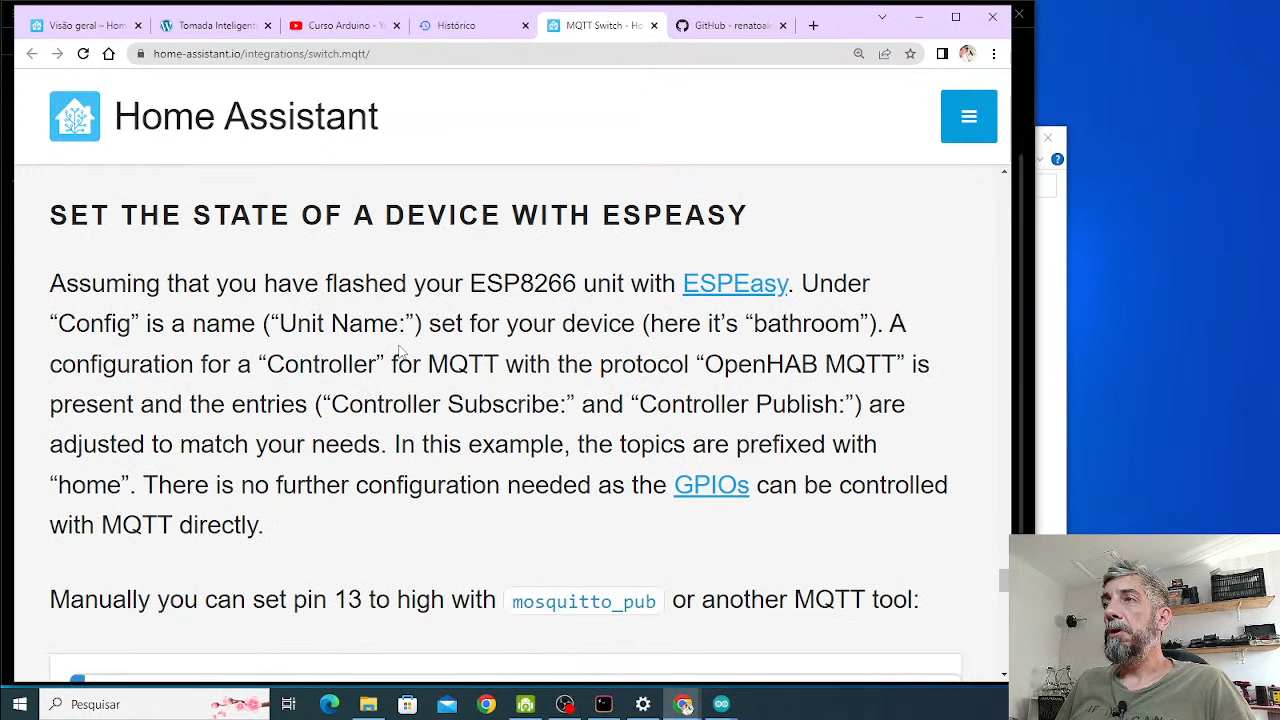 Visão geral – Hom
Tomada Inteligent
Curso Arduino - Yo
Histórico
MQTT Switch - Ho
GitHub - renatoalo
home-assistant.io/integrations/switch.mqtt/
Home Assistant
SET THE STATE OF A DEVICE WITH ESPEASY
Assuming that you have flashed your ESP8266 unit with ESPEasy. Under
“Config” is a name (“Unit Name:”) set for your device (here it’s “bathroom”). A
configuration for a “Controller” for MQTT with the protocol “OpenHAB MQTT” is
present and the entries (“Controller Subscribe:” and “Controller Publish:”) are
adjusted to match your needs. In this example, the topics are prefixed with
“home”. There is no further configuration needed as the GPIOs can be controlled
with MQTT directly.
Manually you can set pin 13 to high with mosquitto_pub or another MQTT tool:
Pesquisar